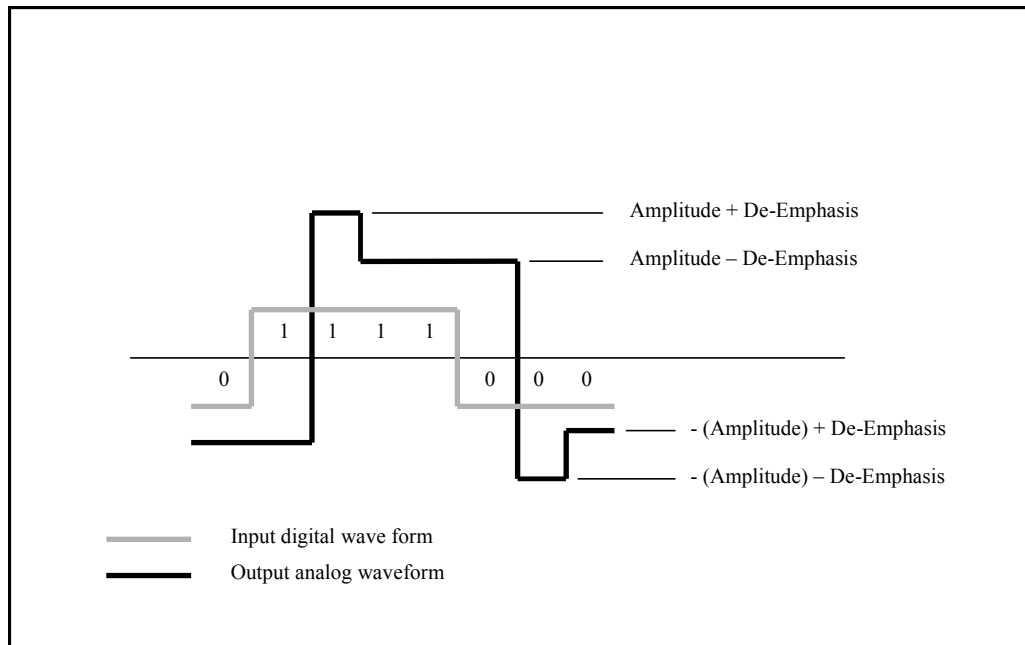 Amplitude + De-Emphasis
Amplitude – De-Emphasis
1 1 1 1
0 0 0 0
- (Amplitude) + De-Emphasis
- (Amplitude) – De-Emphasis
Input digital wave form
Output analog waveform